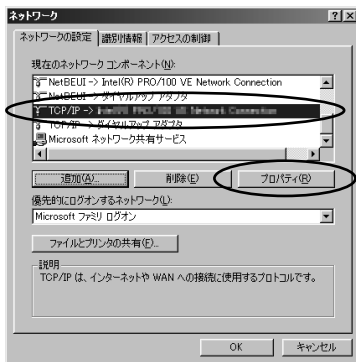 ネットワーク
ネットワークの設定 識別情報 アクセスの制御
現在のネットワーク コンポーネント(N):
NetBEUI -> Intel(R) PRO/100 VE Network Connection
NetBEUI -> ダイヤルアップ アダプタ
TCP/IP ->
TCP/IP -> ダイヤルアップ アダプタ
Microsoft ネットワーク共有サービス
追加(A)... 削除(E) プロパティ(R)
優先的にログオンするネットワーク(L):
Microsoft ファミリ ログオン
ファイルとプリンタの共有(F)...
説明
TCP/IP は、インターネットや WAN への接続に使用するプロトコルです。
OK キャンセル